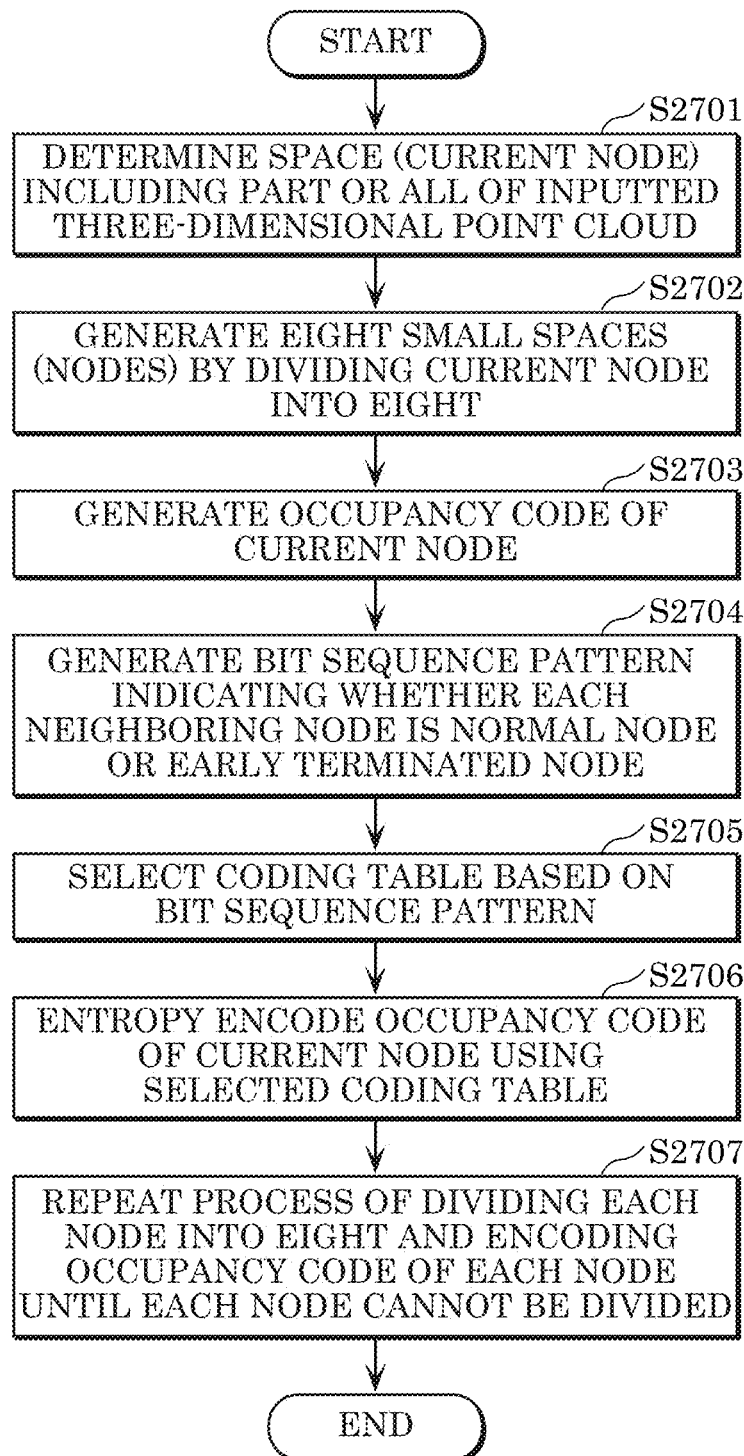 START
S2701
DETERMINE SPACE (CURRENT NODE)
INCLUDING PART OR ALL OF INPUTTED
THREE-DIMENSIONAL POINT CLOUD
S2702
GENERATE EIGHT SMALL SPACES
(NODES) BY DIVIDING CURRENT NODE
INTO EIGHT
S2703
GENERATE OCCUPANCY CODE OF
CURRENT NODE
S2704
GENERATE BIT SEQUENCE PATTERN
INDICATING WHETHER EACH
NEIGHBORING NODE IS NORMAL NODE
OR EARLY TERMINATED NODE
S2705
SELECT CODING TABLE BASED ON
BIT SEQUENCE PATTERN
S2706
ENTROPY ENCODE OCCUPANCY CODE
OF CURRENT NODE USING
SELECTED CODING TABLE
S2707
REPEAT PROCESS OF DIVIDING EACH
NODE INTO EIGHT AND ENCODING
OCCUPANCY CODE OF EACH NODE
UNTIL EACH NODE CANNOT BE DIVIDED
END